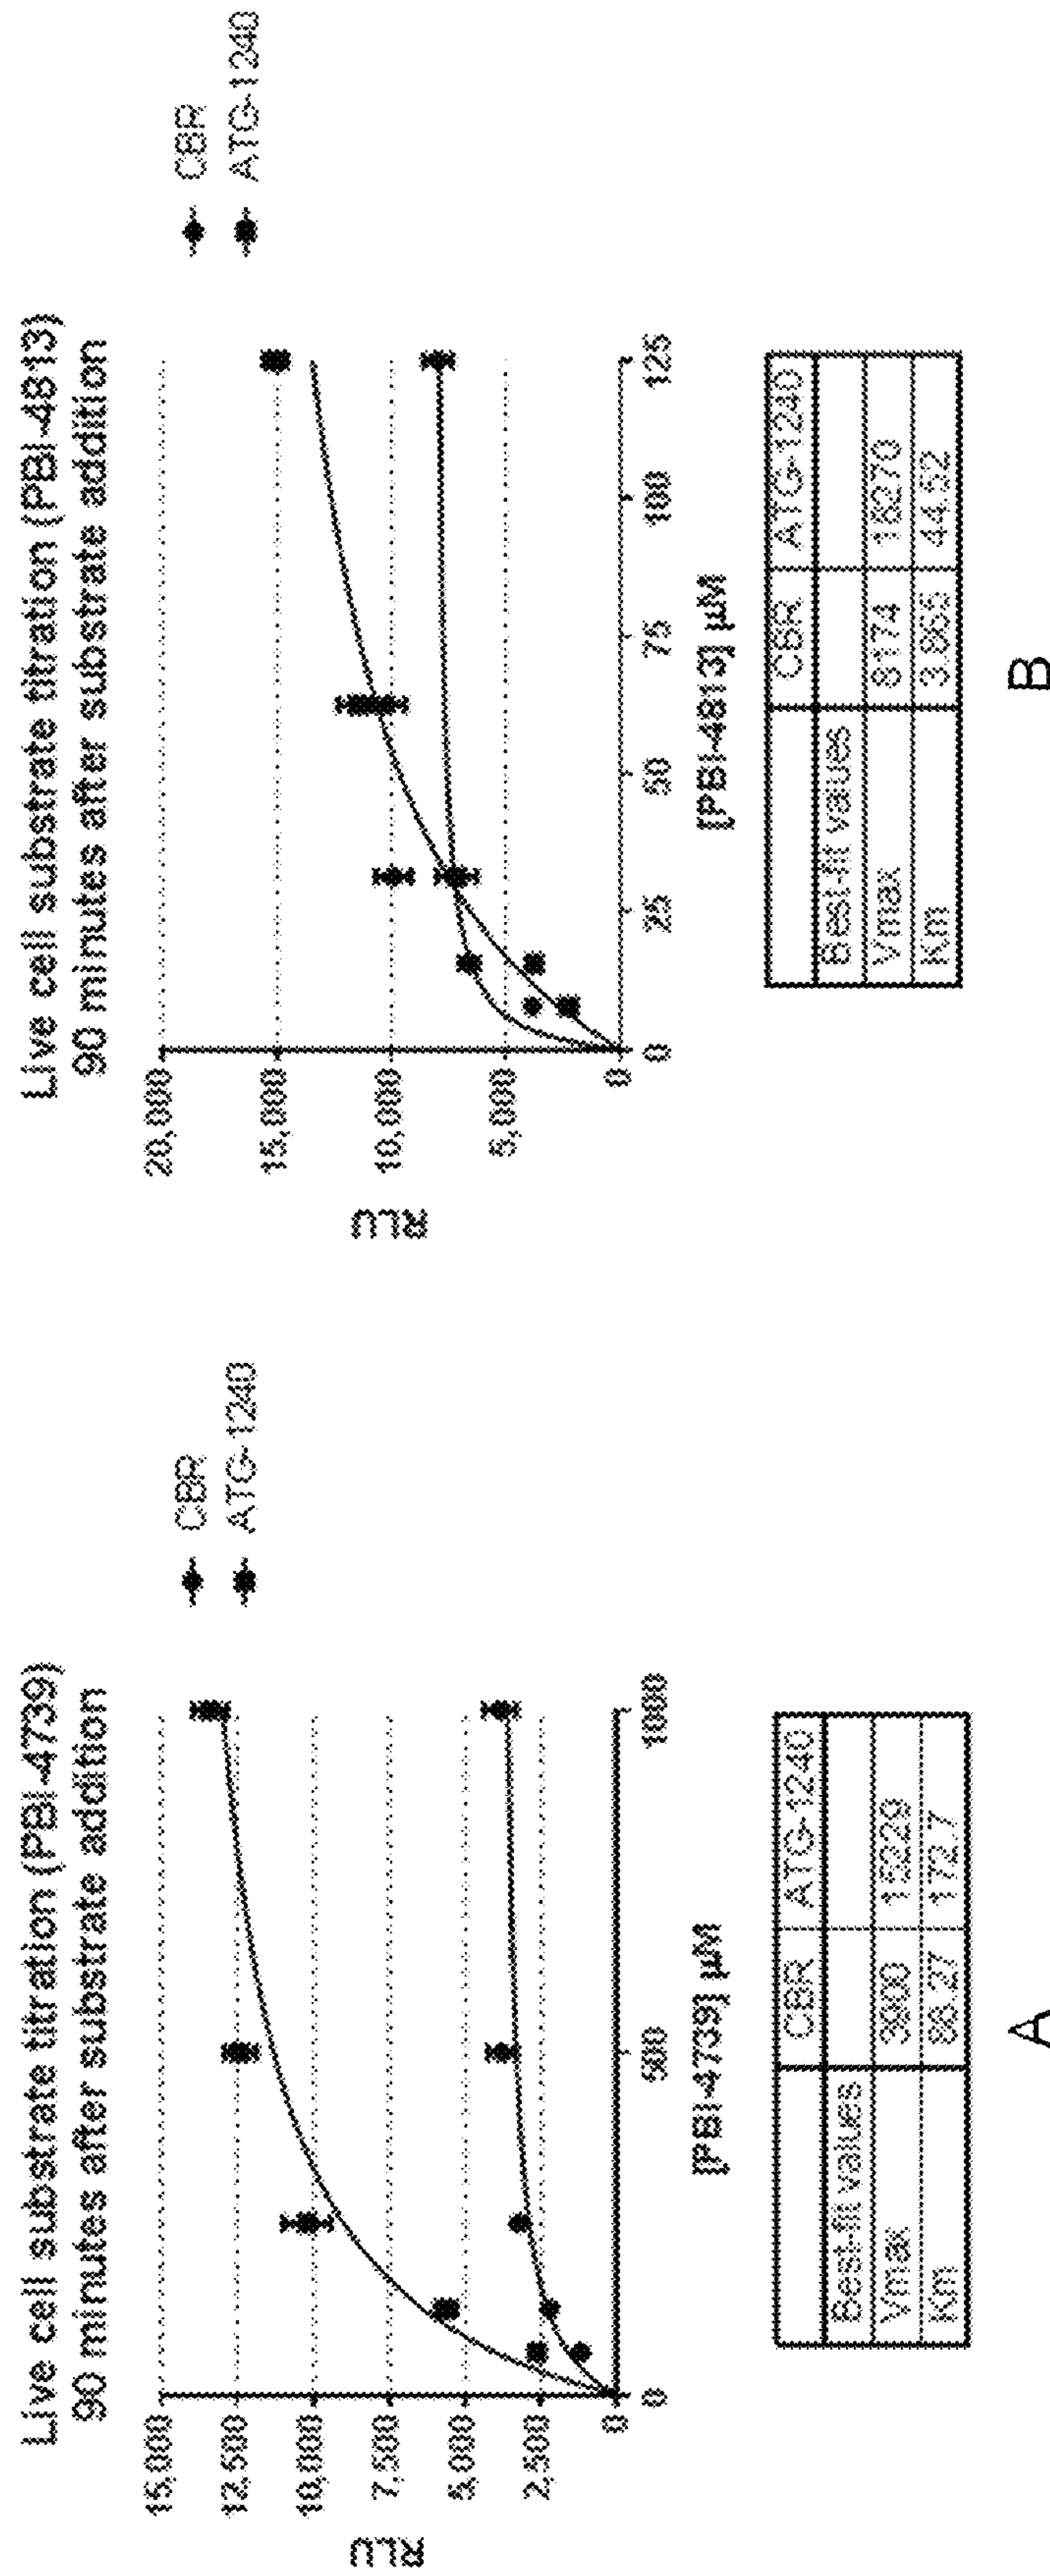 Live cell substrate titration (PBI-4739)
90 minutes after substrate addition
CBR
ATG-1240
15,000
12,500
10,000
7,500
5,000
2,500
0
RLU
0 500 1000
[PBI-4739] µM
CBR ATG-1240
Best-fit values
Vmax 3900 15229
Km 172.7
A
Live cell substrate titration (PBI-4813)
90 minutes after substrate addition
CBR
ATG-1240
20,000
15,000
10,000
5,000
0
RLU
0 25 50 75 100 125
[PBI-4813] µM
CBR ATG-1240
Best-fit values
Vmax 8174 18270
Km 3.865 44.52
B